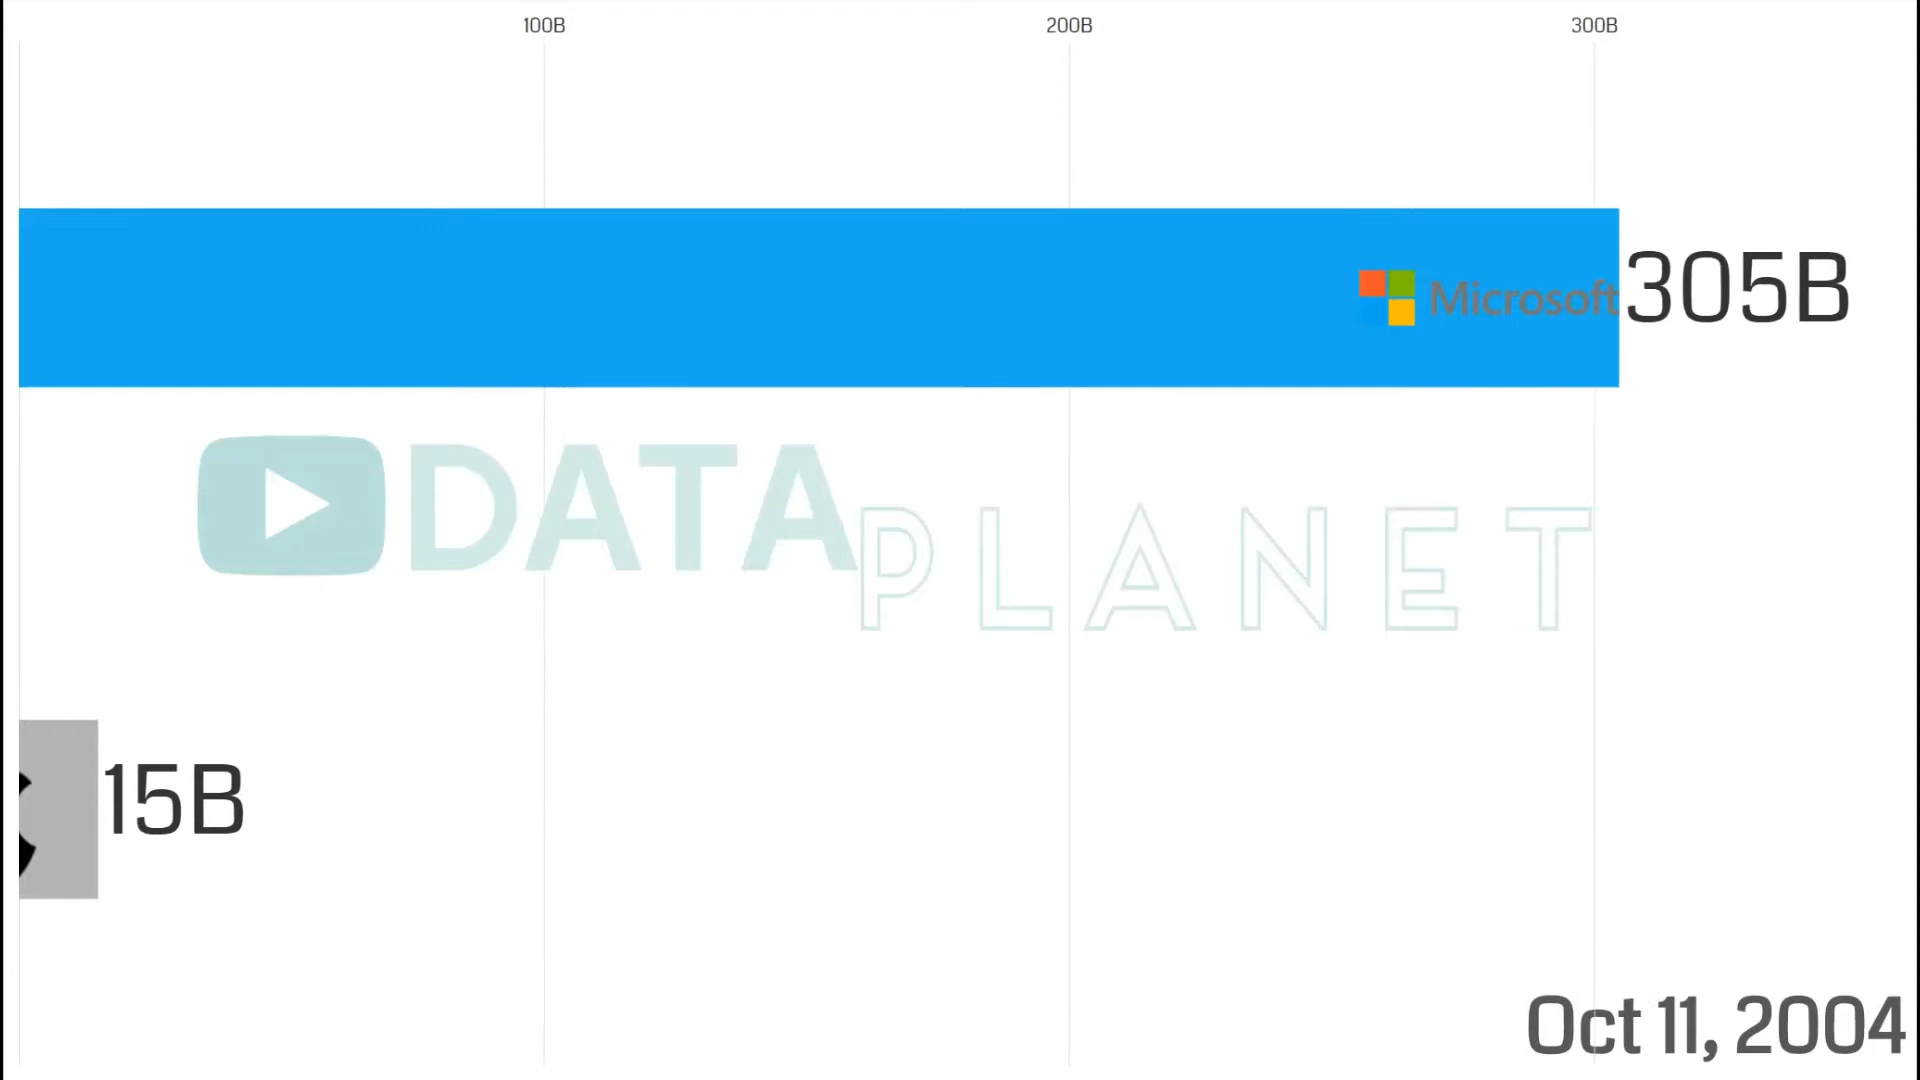 100B 200B 300B
Microsoft 305B
DATA PLANET
15B
Oct 11, 2004